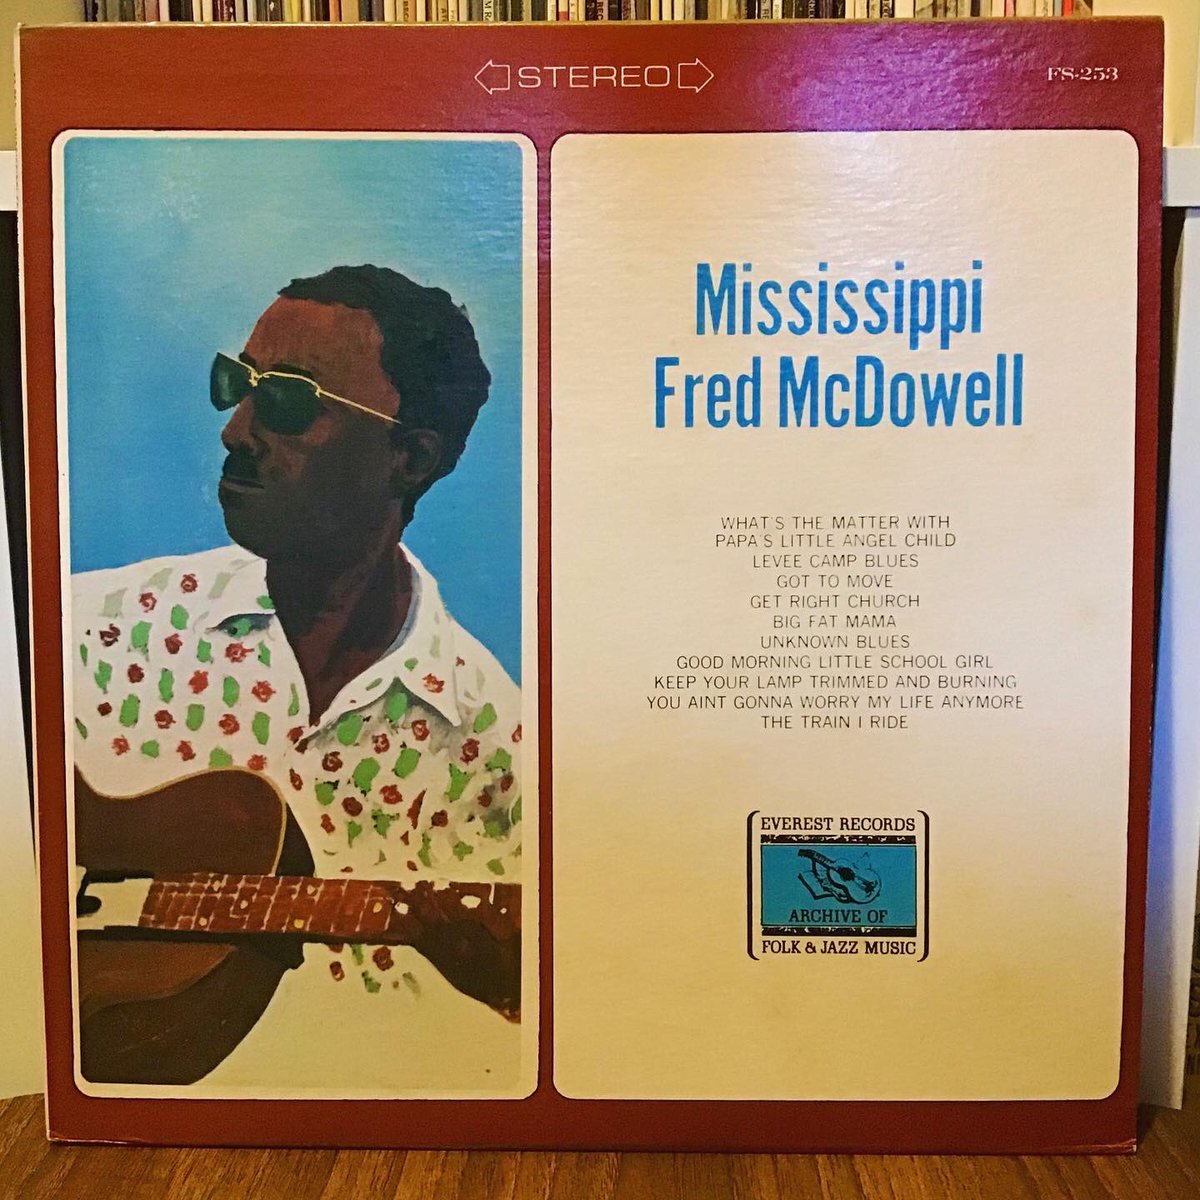 STEREO
FS-253
Mississippi
Fred McDowell
WHAT'S THE MATTER WITH
PAPA'S LITTLE ANGEL CHILD
LEVEE CAMP BLUES
GOT TO MOVE
GET RIGHT CHURCH
BIG FAT MAMA
UNKNOWN BLUES
GOOD MORNING LITTLE SCHOOL GIRL
KEEP YOUR LAMP TRIMMED AND BURNING
YOU AINT GONNA WORRY MY LIFE ANYMORE
THE TRAIN I RIDE
EVEREST RECORDS
ARCHIVE OF
FOLK & JAZZ MUSIC